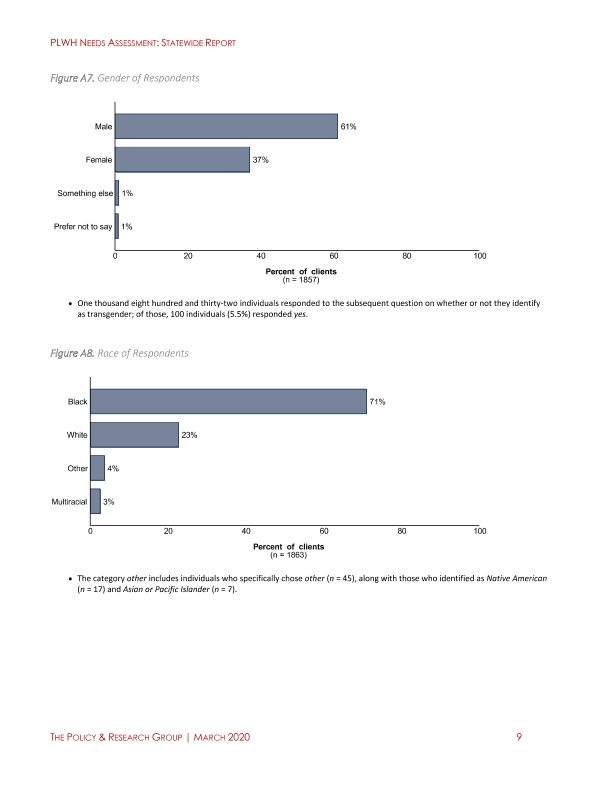 PLWH NEEDS ASSESSMENT: STATEWIDE REPORT
Figure A7. Gender of Respondents
Male
61%
Female
37%
Something else
1%
Prefer not to say
1%
0 20 40 60 80 100
Percent of clients
(n = 1857)
• One thousand eight hundred and thirty-two individuals responded to the subsequent question on whether or not they identify
as transgender; of those, 100 individuals (5.5%) responded yes.
Figure A8. Race of Respondents
Black
71%
White
23%
Other
4%
Multiracial
3%
0 20 40 60 80 100
Percent of clients
(n = 1863)
• The category other includes individuals who specifically chose other (n = 45), along with those who identified as Native American
(n = 17) and Asian or Pacific Islander (n = 7).
THE POLICY & RESEARCH GROUP | MARCH 2020 9